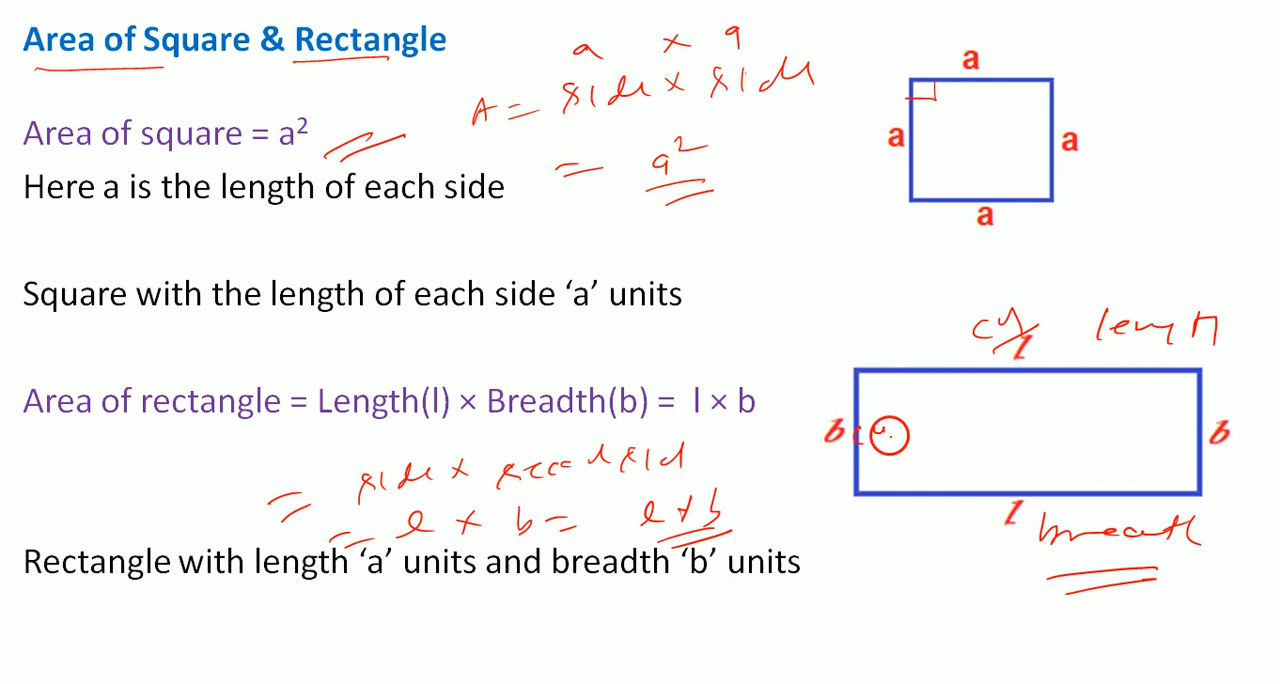 Area of Square & Rectangle
a × a
A = side × side
Area of square = a²
= a²
Here a is the length of each side
a
a
a
a
Square with the length of each side ‘a’ units
length
l
Area of rectangle = Length(l) × Breadth(b) = l × b
b
b
= side × second sid
= l × b = l × b
l
breath
Rectangle with length ‘a’ units and breadth ‘b’ units